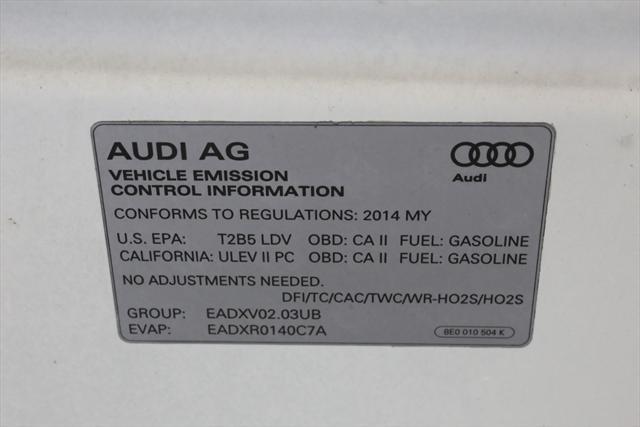 AUDI AG
Audi
VEHICLE EMISSION
CONTROL INFORMATION
CONFORMS TO REGULATIONS: 2014 MY
U.S. EPA: T2B5 LDV OBD: CA II FUEL: GASOLINE
CALIFORNIA: ULEV II PC OBD: CA II FUEL: GASOLINE
NO ADJUSTMENTS NEEDED.
DFI/TC/CAC/TWC/WR-HO2S/HO2S
GROUP: EADXV02.03UB
EVAP: EADXR0140C7A
8E0 010 504 K